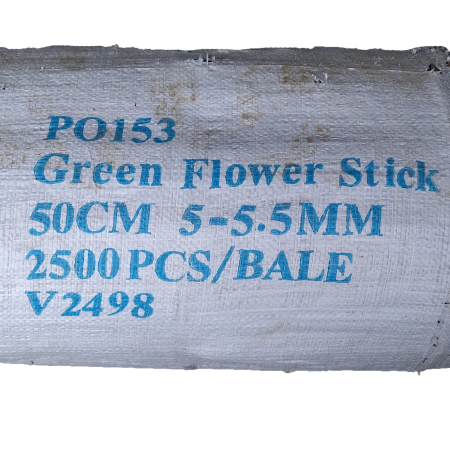 PO153
Green Flower Stick
50CM 5-5.5MM
2500PCS/BALE
V2498